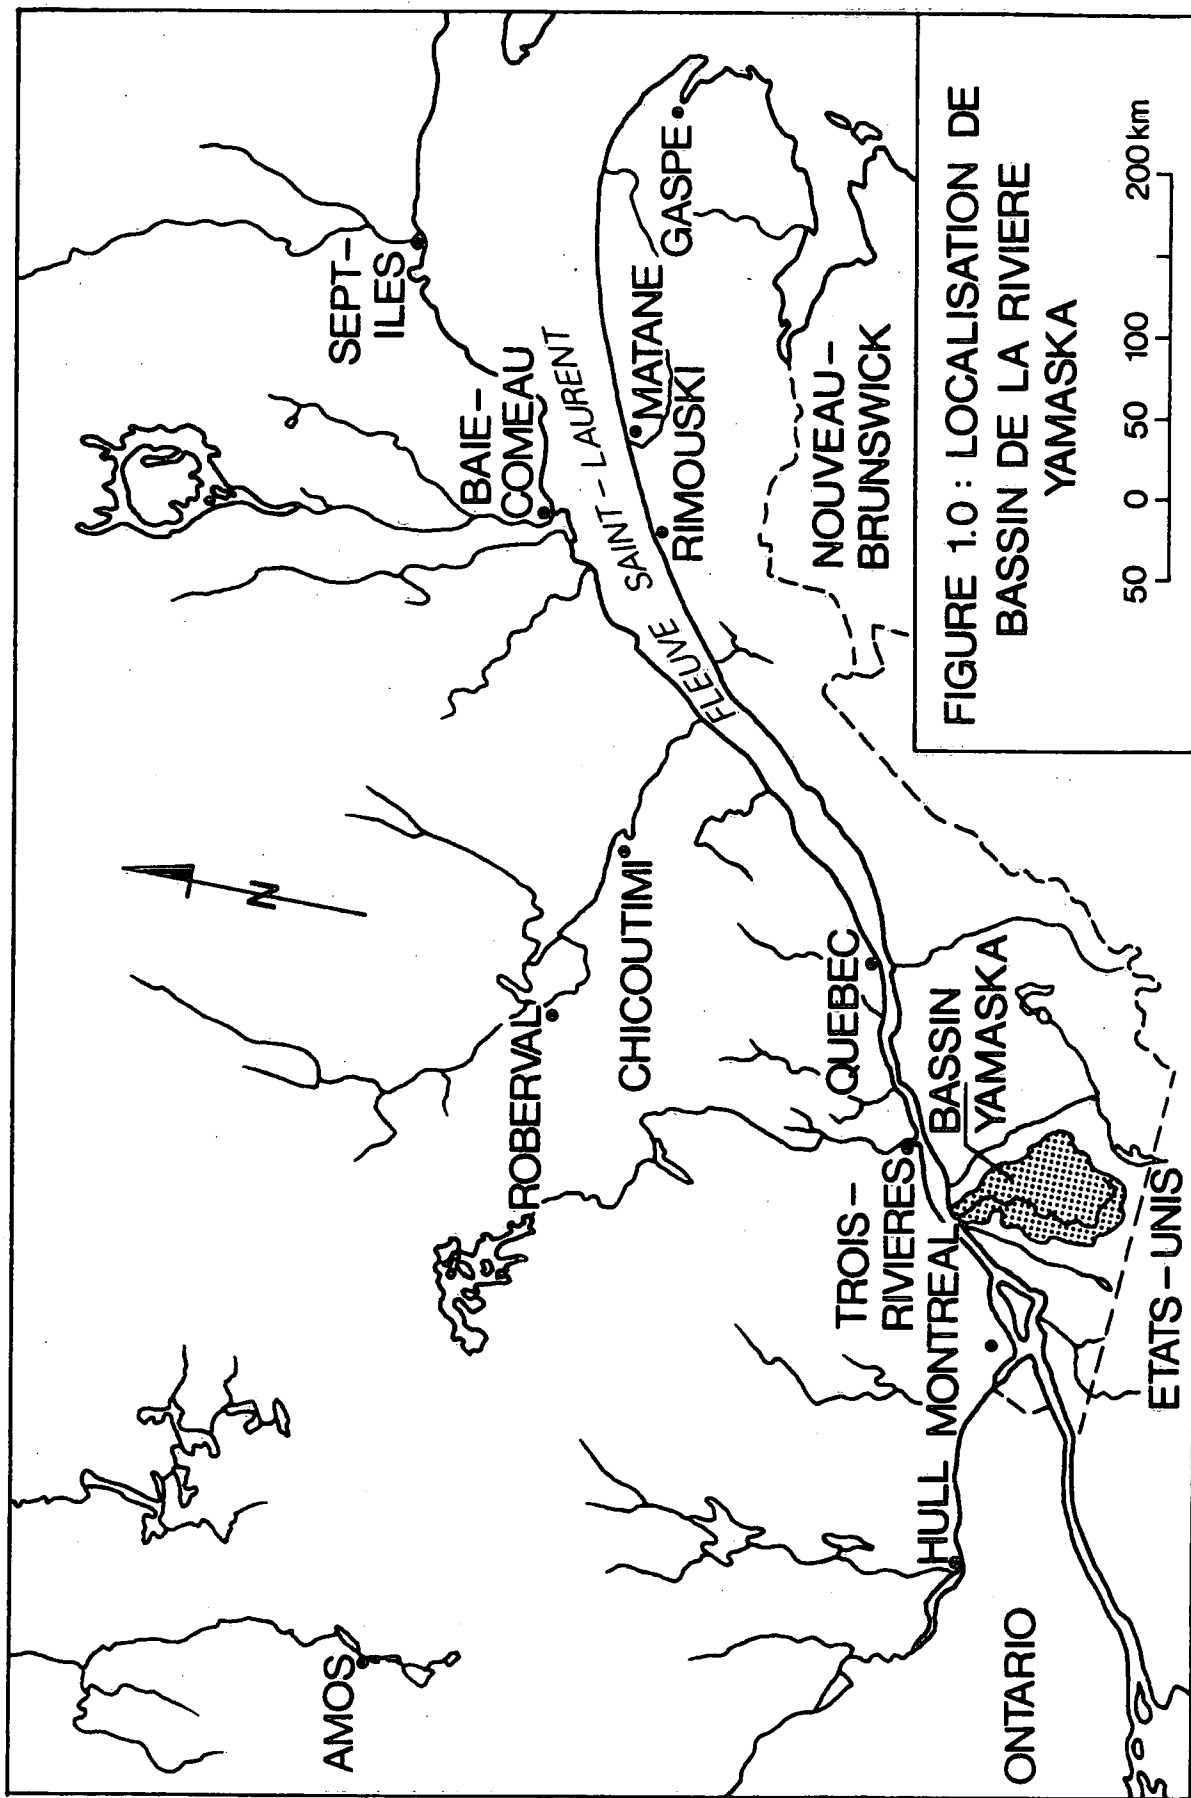 SEPT-
ILES
BAIE-
COMEAU
FLEUVE SAINT-LAURENT
GASPE
MATANE
RIMOUSKI
NOUVEAU-
BRUNSWICK
N
ROBERVAL
CHICOUTIMI
QUEBEC
BASSIN
YAMASKA
TROIS-
RIVIERES
MONTREAL
HULL
AMOS
ONTARIO
ETATS-UNIS
FIGURE 1.0 : LOCALISATION DE
BASSIN DE LA RIVIERE
YAMASKA
50 0 50 100 200km